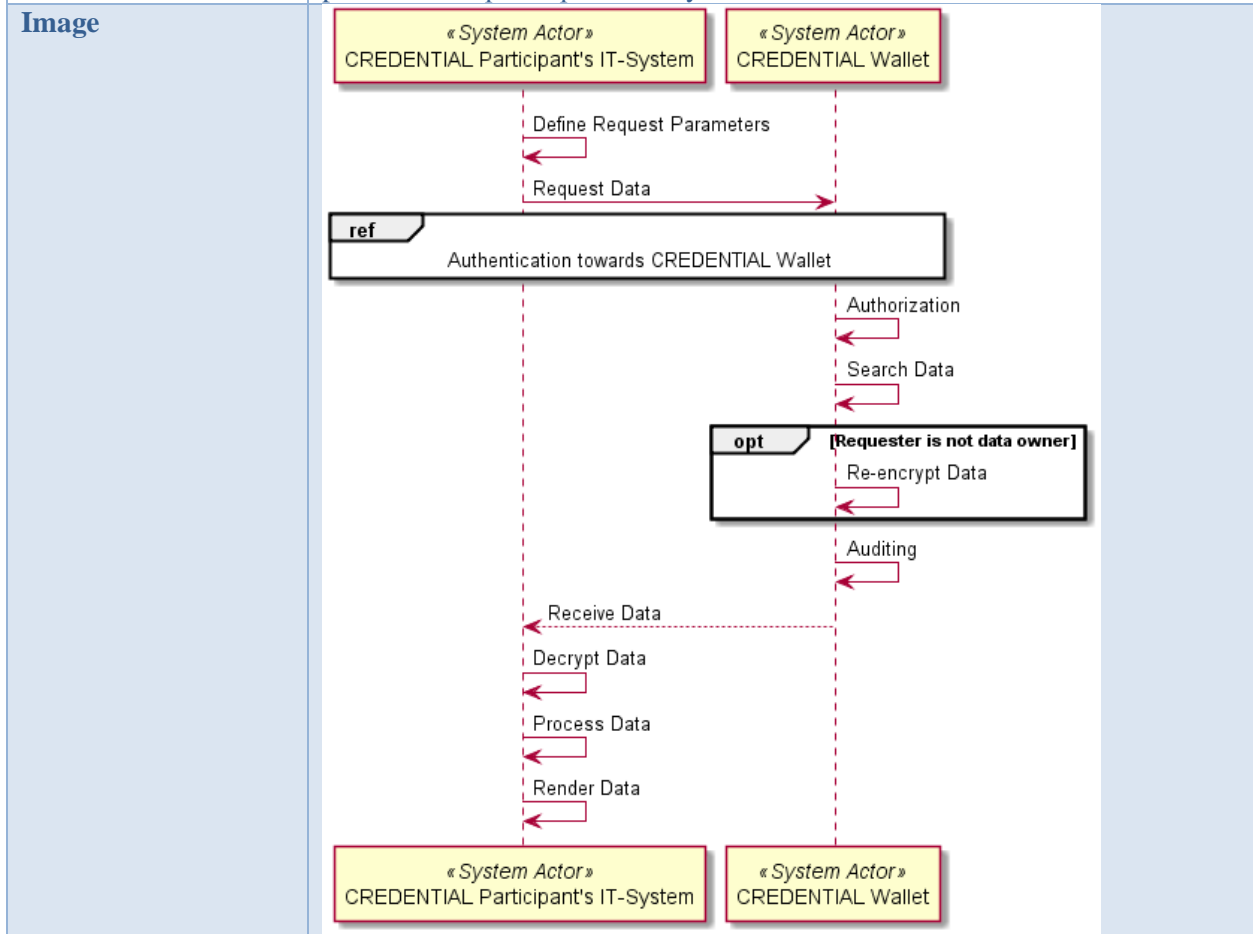 Image
«System Actor»
CREDENTIAL Participant's IT-System
«System Actor»
CREDENTIAL Wallet
Define Request Parameters
Request Data
ref
Authentication towards CREDENTIAL Wallet
Authorization
Search Data
opt
[Requester is not data owner]
Re-encrypt Data
Auditing
Receive Data
Decrypt Data
Process Data
Render Data
«System Actor»
CREDENTIAL Participant's IT-System
«System Actor»
CREDENTIAL Wallet